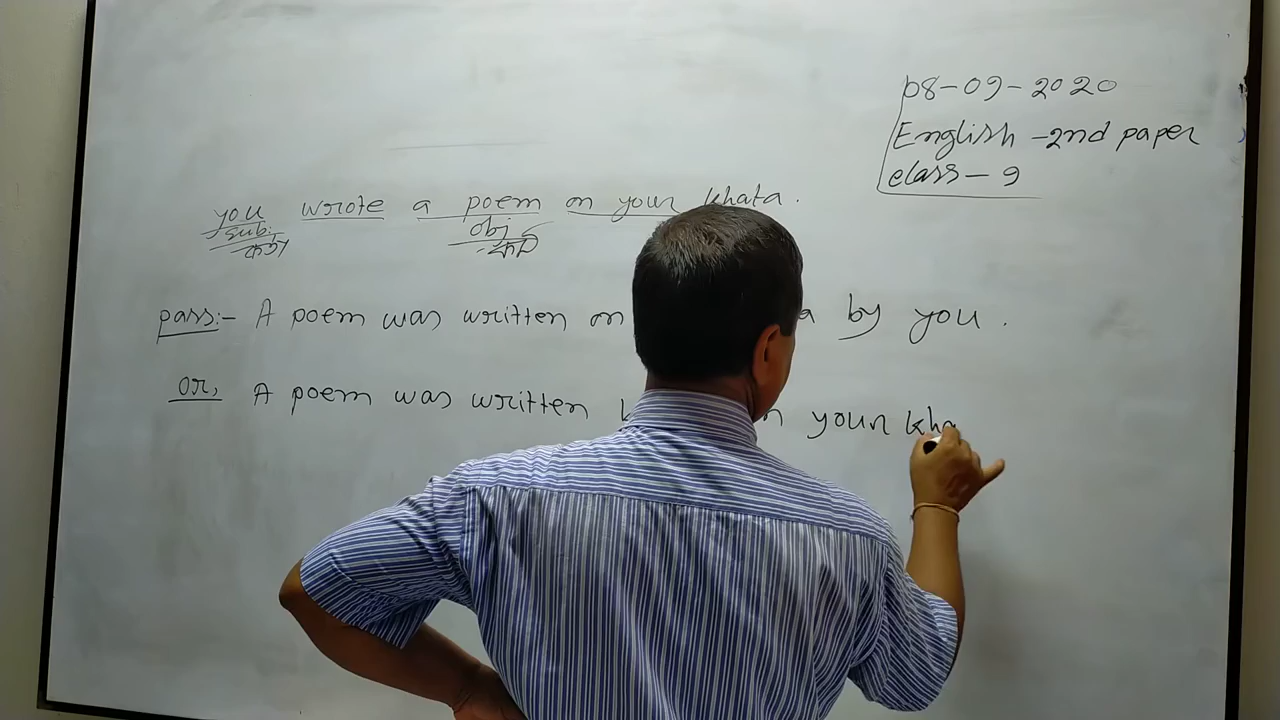 08-09-2020
English -2nd paper
class - 9
you wrote a poem on your khata.
sub: obj
কর্তা কর্ম
pass:- A poem was written on a by you.
or, A poem was written your kha